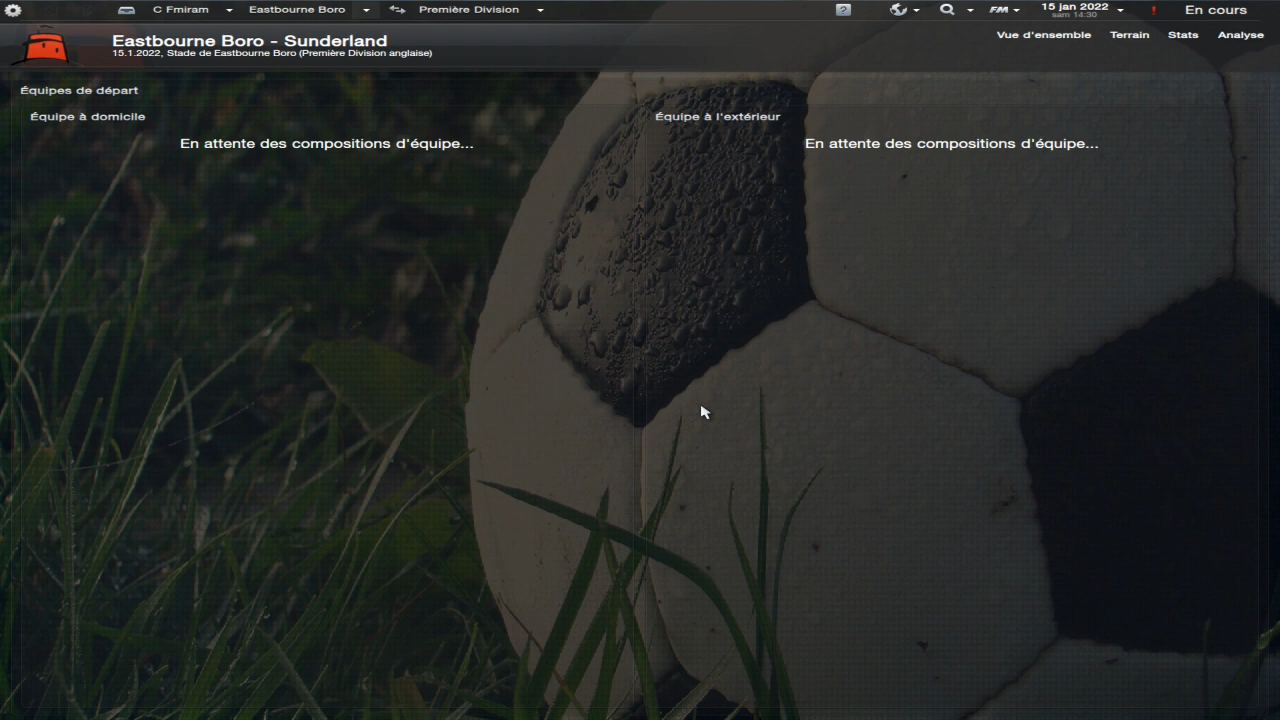 C Fmiram Eastbourne Boro Première Division ? FM 15 jan 2022 ! En cours
sam 14:30
Eastbourne Boro - Sunderland
15.1.2022, Stade de Eastbourne Boro (Première Division anglaise)
Vue d'ensemble Terrain Stats Analyse
Équipes de départ
Équipe à domicile Équipe à l'extérieur
En attente des compositions d'équipe... En attente des compositions d'équipe...